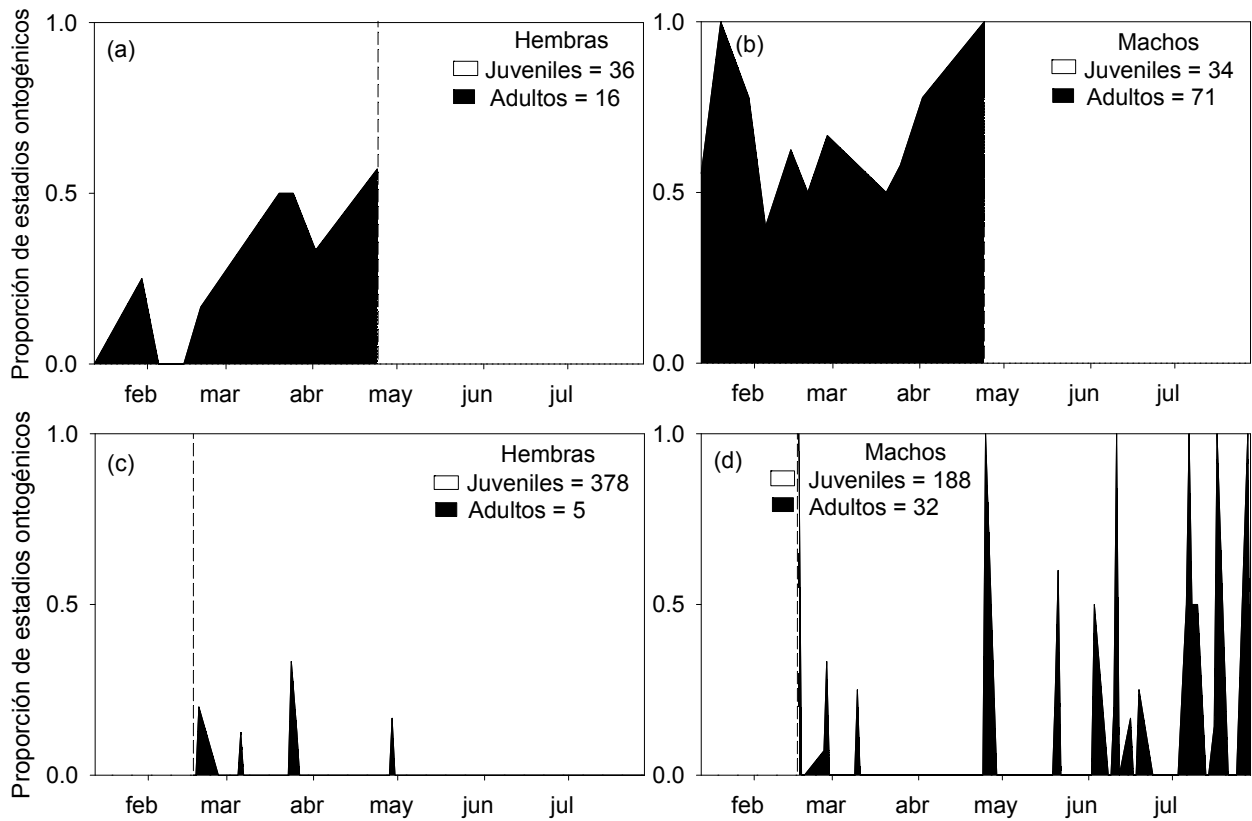 Proporción de estadios ontogénicos
1.0
0.5
0.0
(a)
Hembras
Juveniles = 36
Adultos = 16
feb mar abr may jun jul
(b)
Machos
Juveniles = 34
Adultos = 71
1.0
0.5
0.0
feb mar abr may jun jul
Proporción de estadios ontogénicos
1.0
0.5
0.0
(c)
Hembras
Juveniles = 378
Adultos = 5
feb mar abr may jun jul
(d)
Machos
Juveniles = 188
Adultos = 32
1.0
0.5
0.0
feb mar abr may jun jul